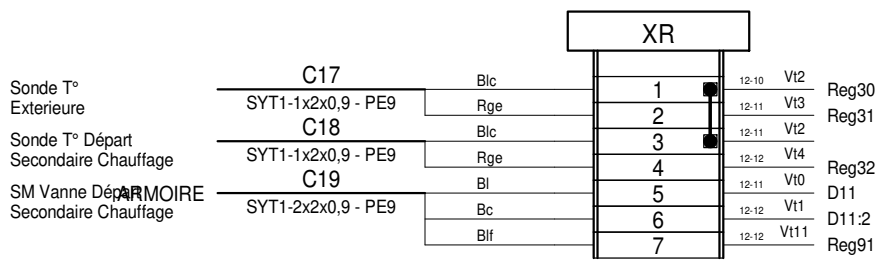 XR
C17
Sonde T°
Exterieure
SYT1-1x2x0,9 - PE9
Blc
1
12-10
Vt2
Reg30
Rge
2
12-11
Vt3
Reg31
C18
Sonde T° Départ
Secondaire Chauffage
SYT1-1x2x0,9 - PE9
Blc
3
12-11
Vt2
Rge
4
12-12
Vt4
Reg32
C19
SM Vanne Départ
ARMOIRE
Secondaire Chauffage
SYT1-2x2x0,9 - PE9
Bl
5
12-11
Vt0
D11
Bc
6
12-12
Vt1
D11:2
Blf
7
12-12
Vt11
Reg91